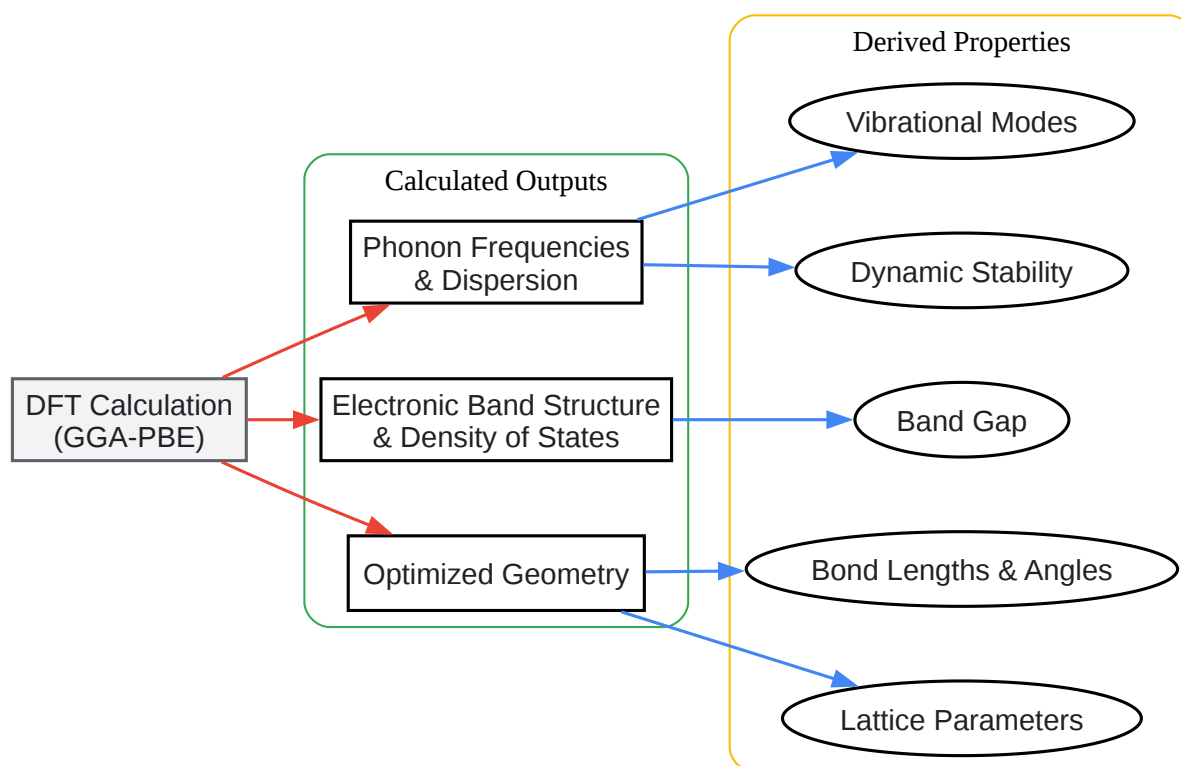 Derived Properties
Vibrational Modes
Calculated Outputs
Phonon Frequencies
& Dispersion
Dynamic Stability
DFT Calculation
(GGA-PBE)
Electronic Band Structure
& Density of States
Band Gap
Optimized Geometry
Bond Lengths & Angles
Lattice Parameters